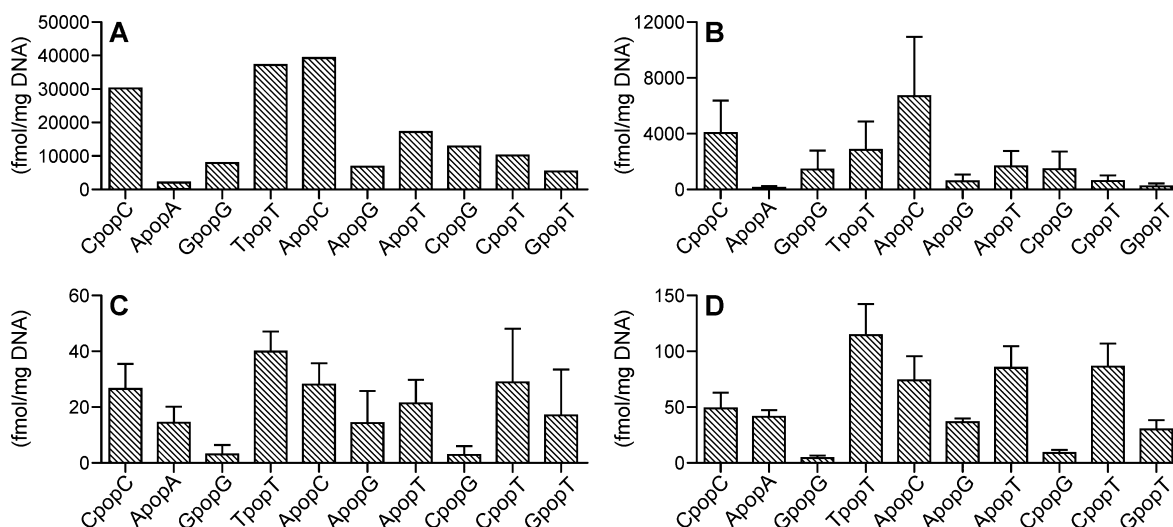 A
(fmol/mg DNA)
50000
40000
30000
20000
10000
0
CpopC ApopA GpopG TpopT ApopC ApopG ApopT CpopG CpopT GpopT
B
(fmol/mg DNA)
12000
8000
4000
0
CpopC ApopA GpopG TpopT ApopC ApopG ApopT CpopG CpopT GpopT
C
(fmol/mg DNA)
60
40
20
0
CpopC ApopA GpopG TpopT ApopC ApopG ApopT CpopG CpopT GpopT
D
(fmol/mg DNA)
150
100
50
0
CpopC ApopA GpopG TpopT ApopC ApopG ApopT CpopG CpopT GpopT